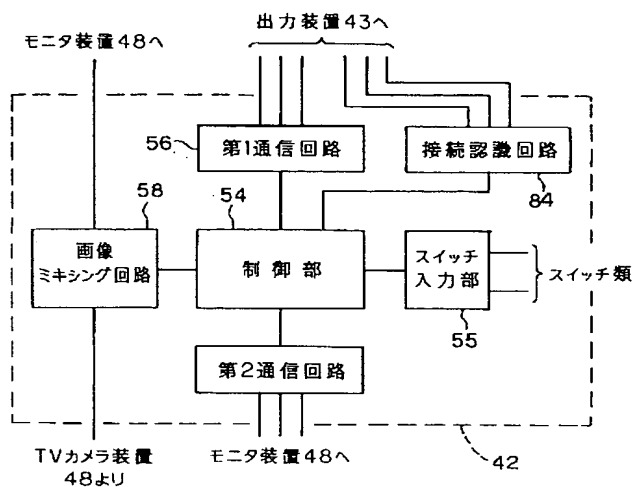 出力装置43へ
モニタ装置48へ
56
第1通信回路
接続認識回路
84
58
54
画像
ミキシング回路
制御部
スイッチ
入力部
スイッチ類
55
第2通信回路
TVカメラ装置
48より
モニタ装置48へ
42